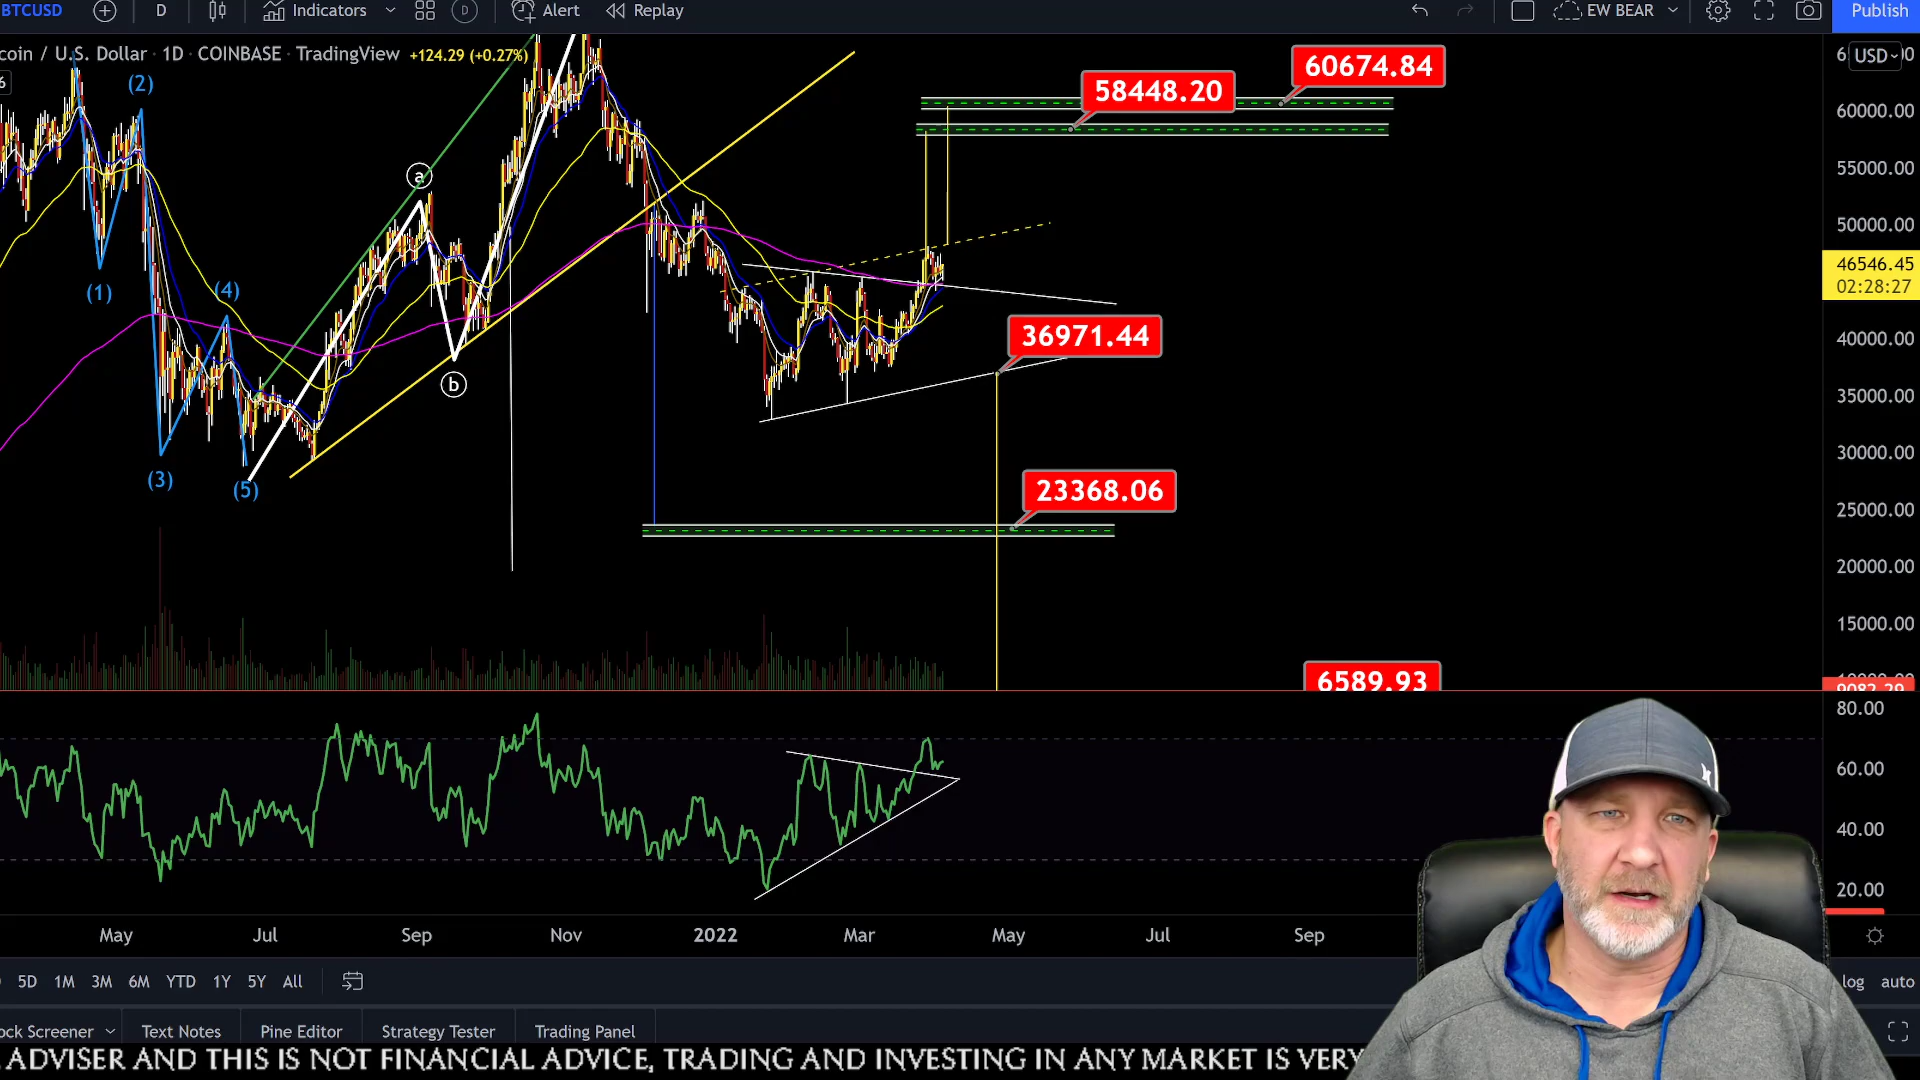 BTCUSD D Indicators Alert Replay EW BEAR Publish
coin / U.S. Dollar · 1D · COINBASE · TradingView +124.29 (+0.27%)
USD
6
(2)
(1)
(4)
(3)
(5)
a
b
60674.84
58448.20
36971.44
23368.06
6589.93
60000.00
55000.00
50000.00
46546.45
02:28:27
40000.00
35000.00
30000.00
25000.00
20000.00
15000.00
80.00
60.00
40.00
20.00
May Jul Sep Nov 2022 Mar May Jul Sep
5D 1M 3M 6M YTD 1Y 5Y All log auto
ock Screener Text Notes Pine Editor Strategy Tester Trading Panel
ADVISER AND THIS IS NOT FINANCIAL ADVICE, TRADING AND INVESTING IN ANY MARKET IS VERY